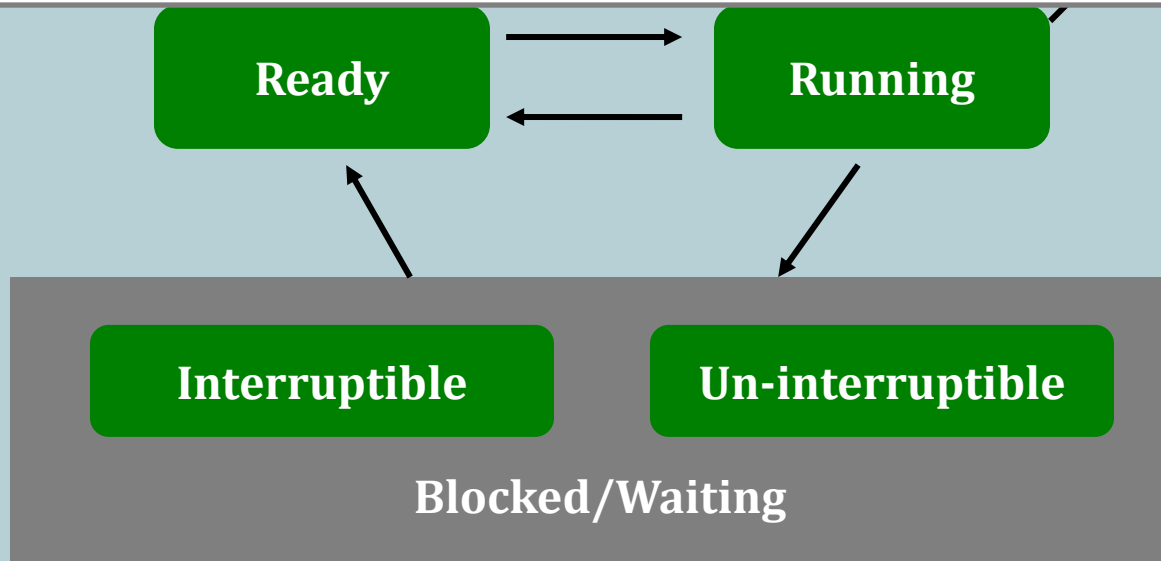 Ready
Running
Interruptible
Un-interruptible
Blocked/Waiting